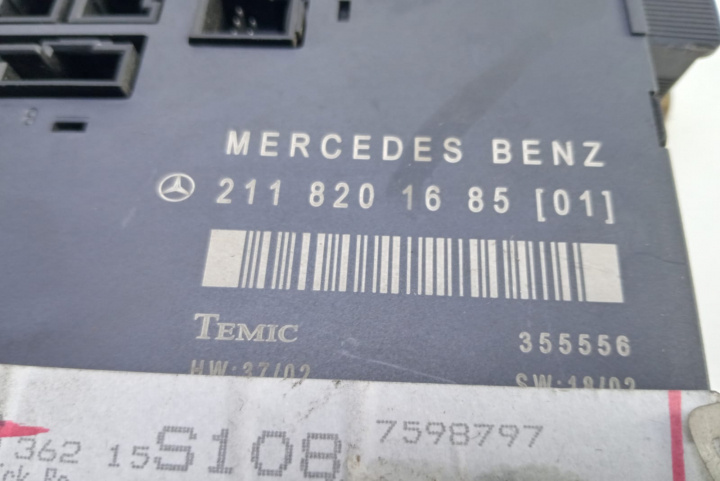 8
MERCEDES BENZ
211 820 16 85 [01]
TEMIC 355556
HW:37/02 SW:18/02
362 15 S108 7598797